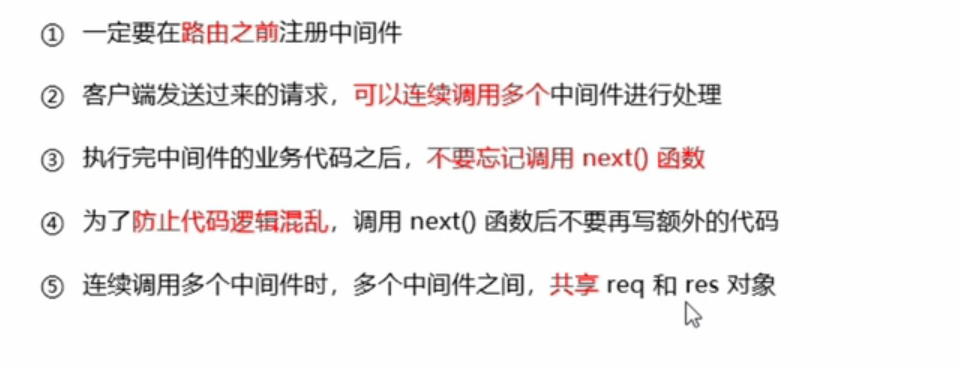 ① 一定要在路由之前注册中间件
② 客户端发送过来的请求，可以连续调用多个中间件进行处理
③ 执行完中间件的业务代码之后，不要忘记调用 next() 函数
④ 为了防止代码逻辑混乱，调用 next() 函数后不要再写额外的代码
⑤ 连续调用多个中间件时，多个中间件之间，共享 req 和 res 对象